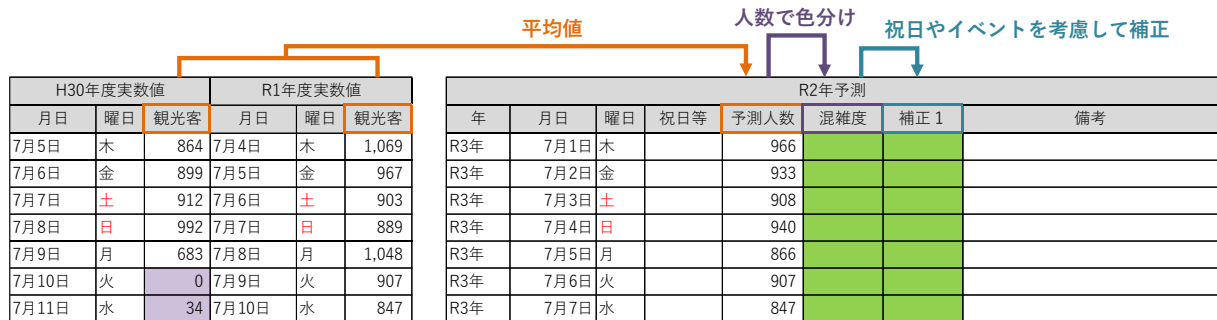 平均値
人数で色分け
祝日やイベントを考慮して補正
H30年度実数値 R1年度実数値 R2年予測
月日 曜日 観光客 月日 曜日 観光客 年 月日 曜日 祝日等 予測人数 混雑度 補正1 備考
7月5日 木 864 7月4日 木 1,069 R3年 7月1日 木 966
7月6日 金 899 7月5日 金 967 R3年 7月2日 金 933
7月7日 土 912 7月6日 土 903 R3年 7月3日 土 908
7月8日 日 992 7月7日 日 889 R3年 7月4日 日 940
7月9日 月 683 7月8日 月 1,048 R3年 7月5日 月 866
7月10日 火 0 7月9日 火 907 R3年 7月6日 火 907
7月11日 水 34 7月10日 水 847 R3年 7月7日 水 847